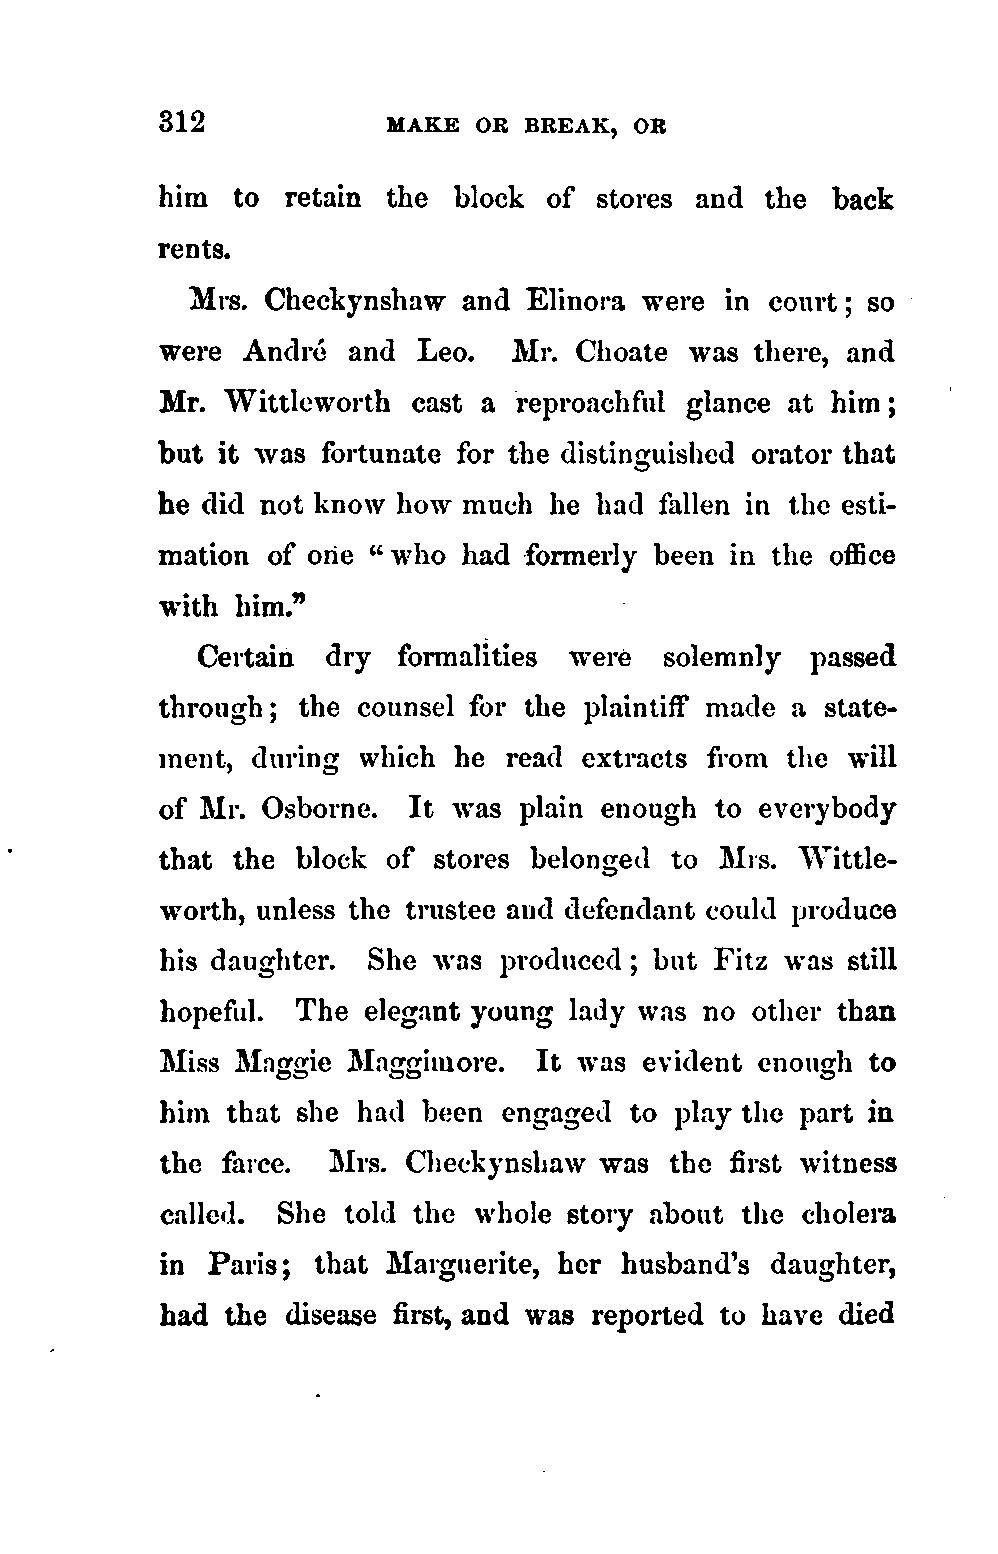 312 MAKE OR BREAK, OR
him to retain the block of stores and the back
rents.
Mrs. Checkynshaw and Elinora were in court; so
were André and Leo. Mr. Choate was there, and
Mr. Wittleworth cast a reproachful glance at him;
but it was fortunate for the distinguished orator that
he did not know how much he had fallen in the esti-
mation of one "who had formerly been in the office
with him."
Certain dry formalities were solemnly passed
through; the counsel for the plaintiff made a state-
ment, during which he read extracts from the will
of Mr. Osborne. It was plain enough to everybody
that the block of stores belonged to Mrs. Wittle-
worth, unless the trustee and defendant could produce
his daughter. She was produced; but Fitz was still
hopeful. The elegant young lady was no other than
Miss Maggie Maggimore. It was evident enough to
him that she had been engaged to play the part in
the farce. Mrs. Checkynshaw was the first witness
called. She told the whole story about the cholera
in Paris; that Marguerite, her husband's daughter,
had the disease first, and was reported to have died